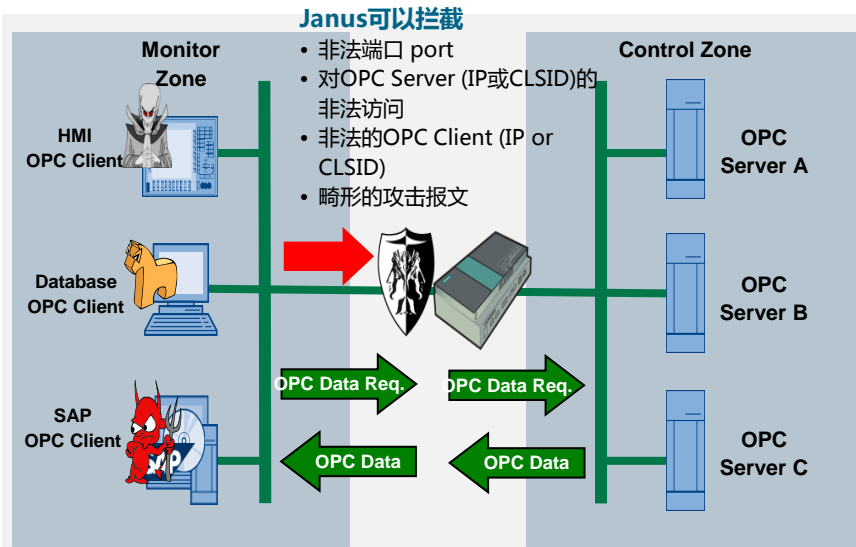 Janus可以拦截
• 非法端口 port
• 对OPC Server (IP或CLSID)的
非法访问
• 非法的OPC Client (IP or
CLSID)
• 畸形的攻击报文
Monitor
Zone
Control Zone
HMI
OPC Client
Database
OPC Client
SAP
OPC Client
OPC
Server A
OPC
Server B
OPC
Server C
OPC Data Req.
OPC Data Req.
OPC Data
OPC Data